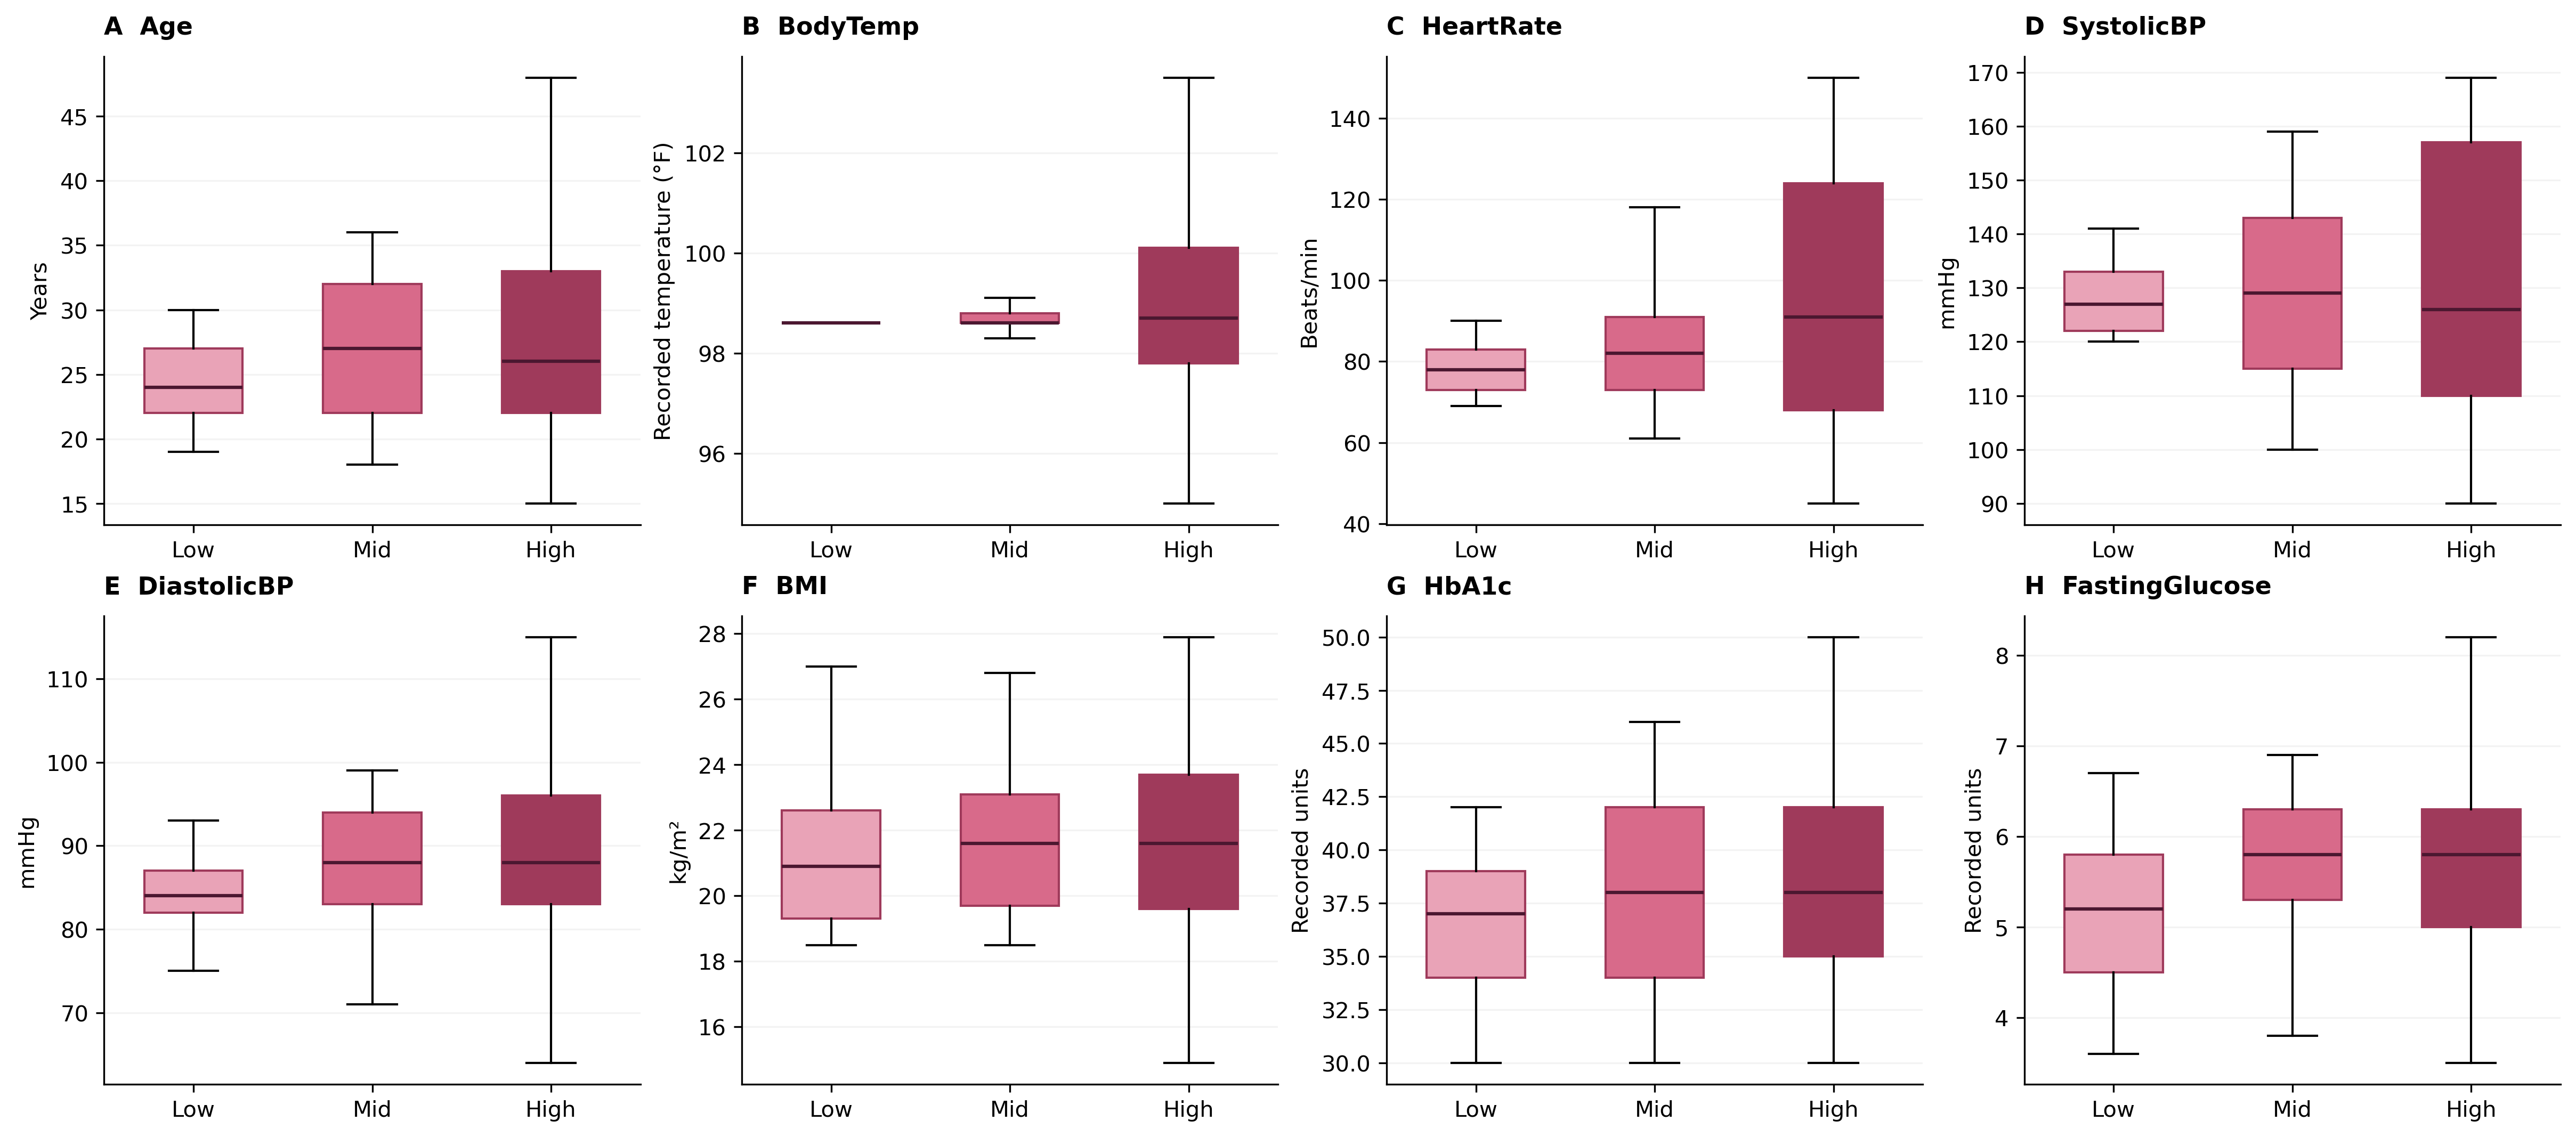 A  Age
Years
45
40
35
30
25
20
15
Low
Mid
High
B  BodyTemp
Recorded temperature (°F)
102
100
98
96
Low
Mid
High
C  HeartRate
Beats/min
140
120
100
80
60
40
Low
Mid
High
D  SystolicBP
mmHg
170
160
150
140
130
120
110
100
90
Low
Mid
High
E  DiastolicBP
mmHg
110
100
90
80
70
Low
Mid
High
F  BMI
kg/m²
28
26
24
22
20
18
16
Low
Mid
High
G  HbA1c
Recorded units
50.0
47.5
45.0
42.5
40.0
37.5
35.0
32.5
30.0
Low
Mid
High
H  FastingGlucose
Recorded units
8
7
6
5
4
Low
Mid
High